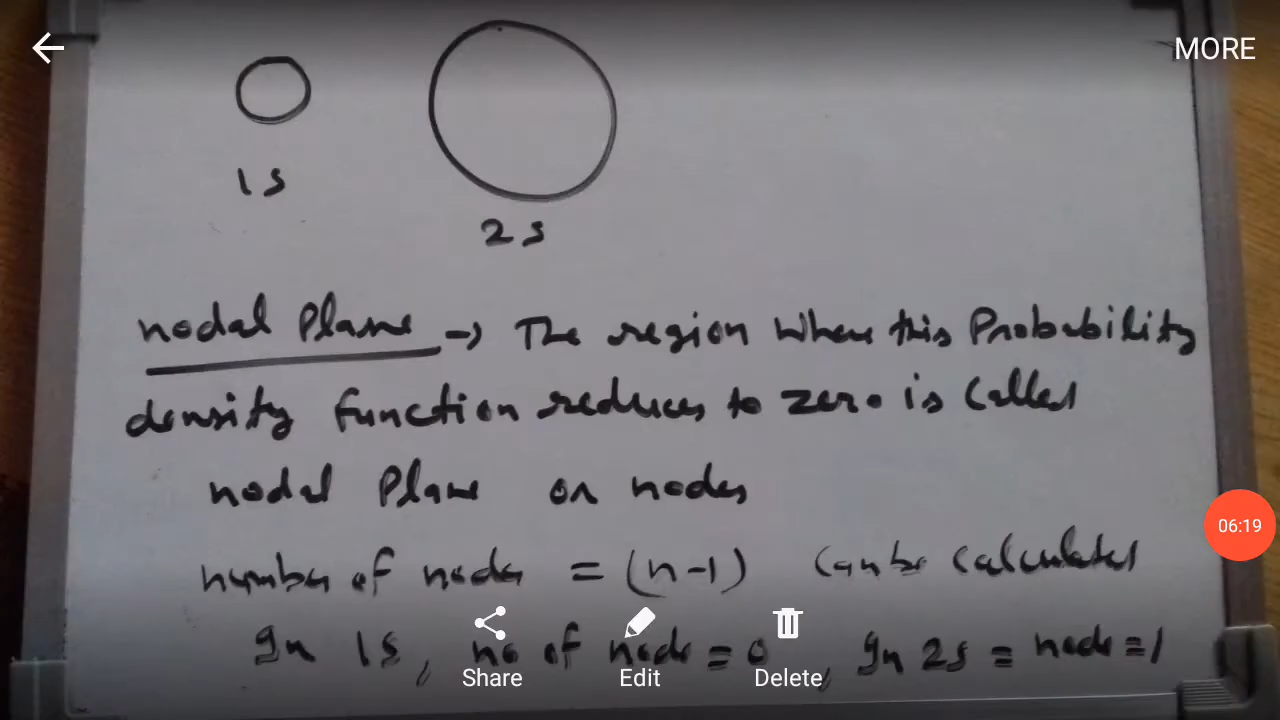 MORE
1s
2s
nodal Plane → The region where this Probability
density function reduces to zero is called
nodal Plane or nodes
number of nodes = (n-1) can be calculated
06:19
In 1s, no of node = 0, In 2s = node = 1
Share Edit Delete